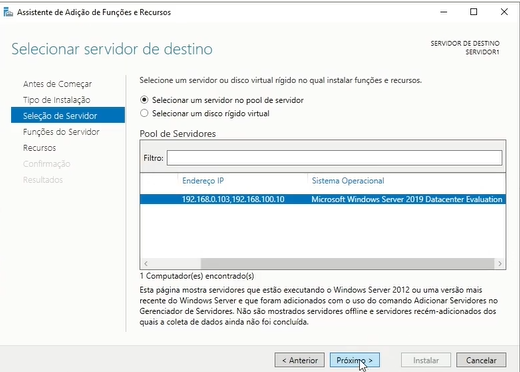 Assistente de Adição de Funções e Recursos
Selecionar servidor de destino
SERVIDOR DE DESTINO
SERVIDOR1
Antes de Começar
Tipo de Instalação
Seleção de Servidor
Funções do Servidor
Recursos
Confirmação
Resultados
Selecione um servidor ou disco virtual rígido no qual instalar funções e recursos.
Selecionar um servidor no pool de servidor
Selecionar um disco rígido virtual
Pool de Servidores
Filtro:
Endereço IP Sistema Operacional
192.168.0.103,192.168.100.10 Microsoft Windows Server 2019 Datacenter Evaluation
1 Computador(es) encontrado(s)
Esta página mostra servidores que estão executando o Windows Server 2012 ou uma versão mais
recente do Windows Server e que foram adicionados com o uso do comando Adicionar Servidores no
Gerenciador de Servidores. Não são mostrados servidores offline e servidores recém-adicionados dos
quais a coleta de dados ainda não foi concluída.
< Anterior Próximo > Instalar Cancelar